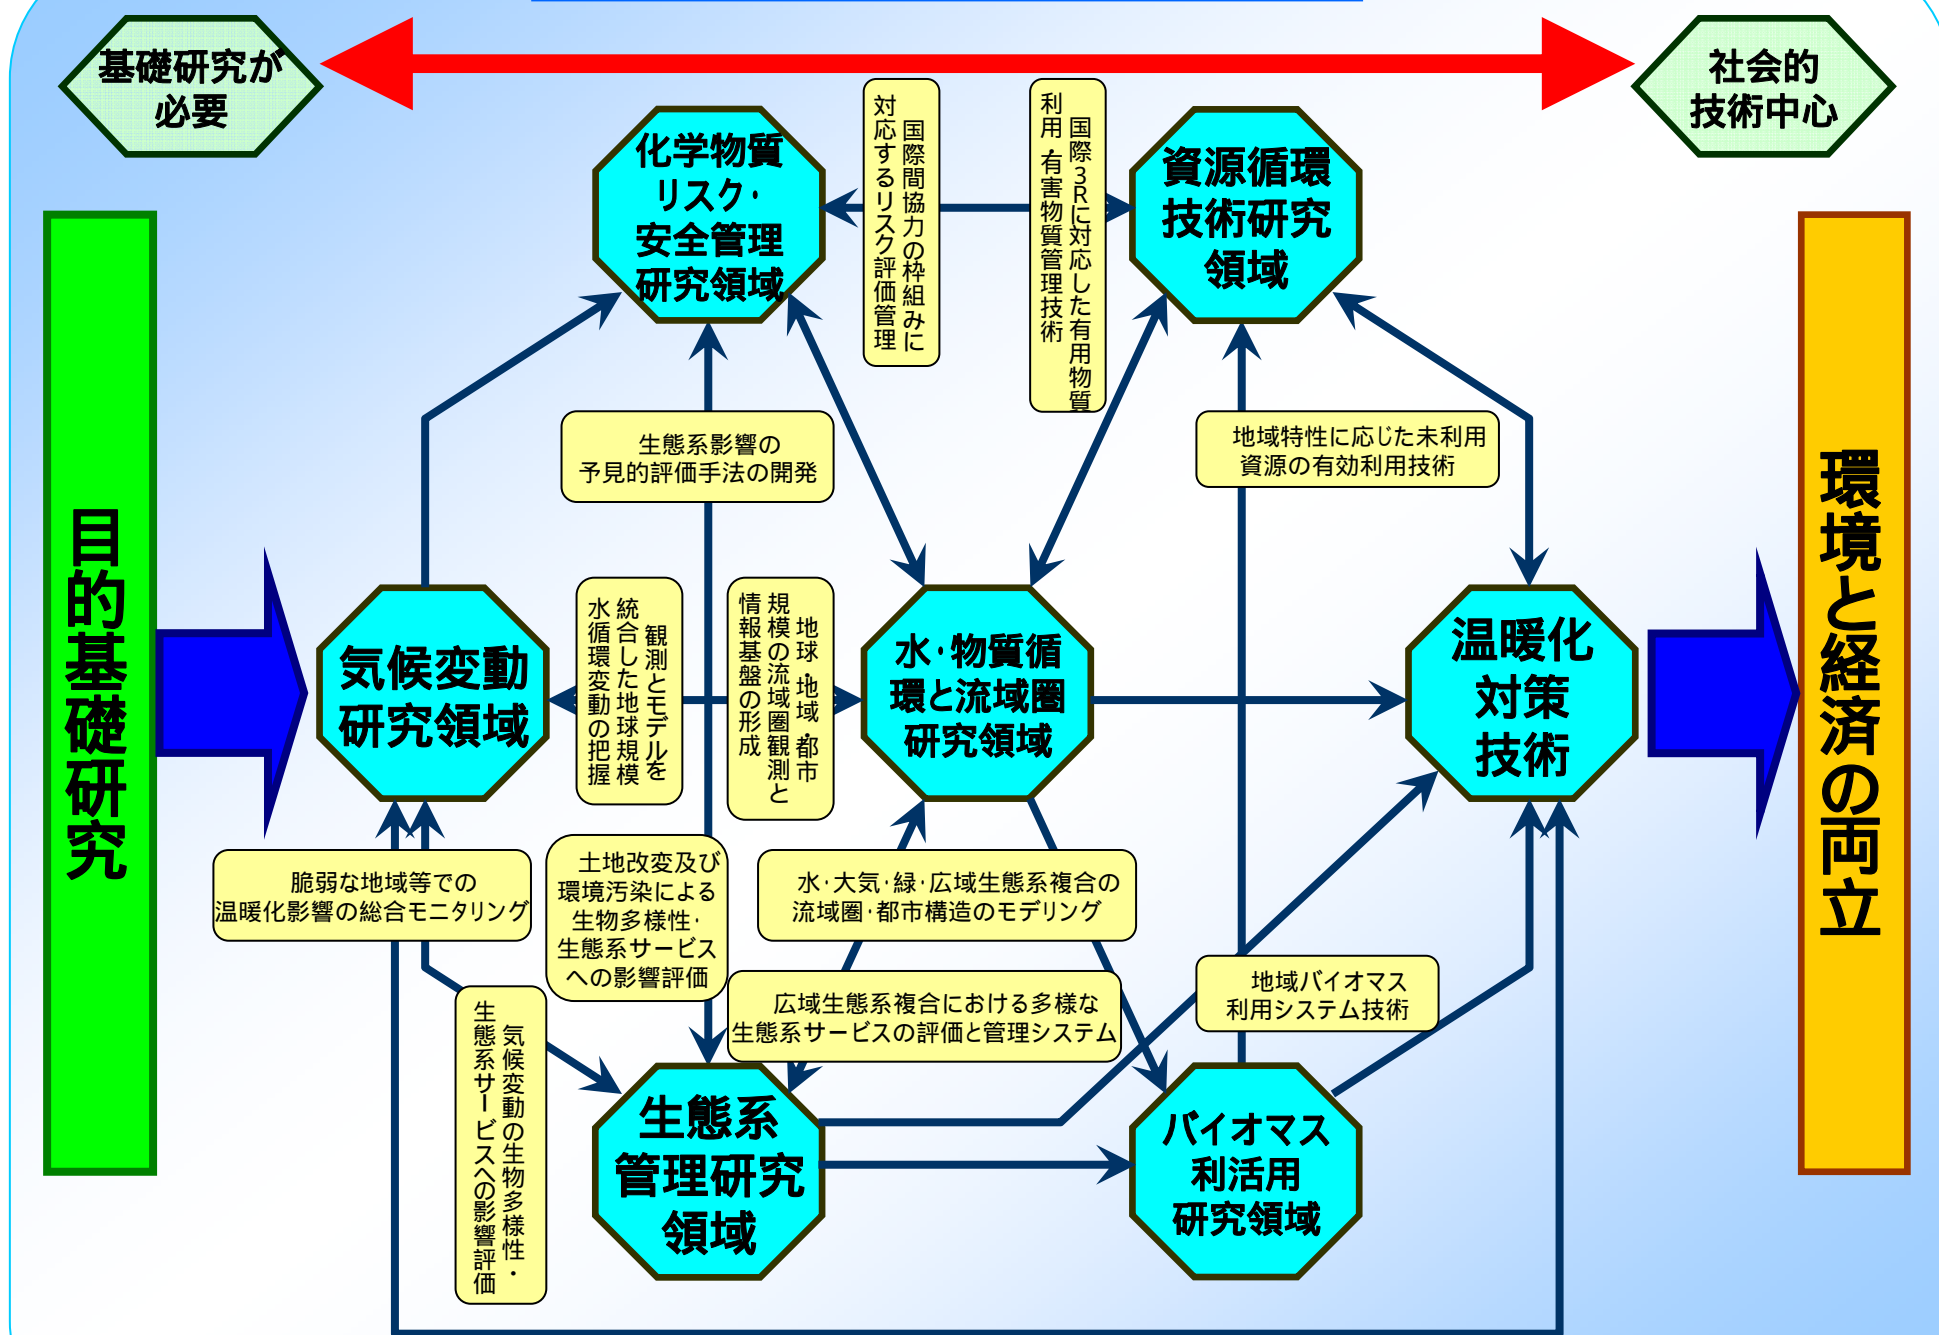 基礎研究が
必要
社会的
技術中心
化学物質
リスク・
安全管理
研究領域
国際間協力の枠組みに
対応するリスク評価管理
国際3Rに対応した有用物質
利用・有害物質管理技術
資源循環
技術研究
領域
目的基礎研究
環境と経済の両立
生態系影響の
予見的評価手法の開発
地域特性に応じた未利用
資源の有効利用技術
気候変動
研究領域
観測とモデルを
統合した地球規模
水循環変動の把握
地球・地域・都市
規模の流域圏観測と
情報基盤の形成
水・物質循
環と流域圏
研究領域
温暖化
対策
技術
脆弱な地域等での
温暖化影響の総合モニタリング
土地改変及び
環境汚染による
生物多様性・
生態系サービス
への影響評価
水・大気・緑・広域生態系複合の
流域圏・都市構造のモデリング
広域生態系複合における多様な
生態系サービスの評価と管理システム
地域バイオマス
利用システム技術
気候変動の生物多様性・
生態系サービスへの影響評価
生態系
管理研究
領域
バイオマス
利活用
研究領域